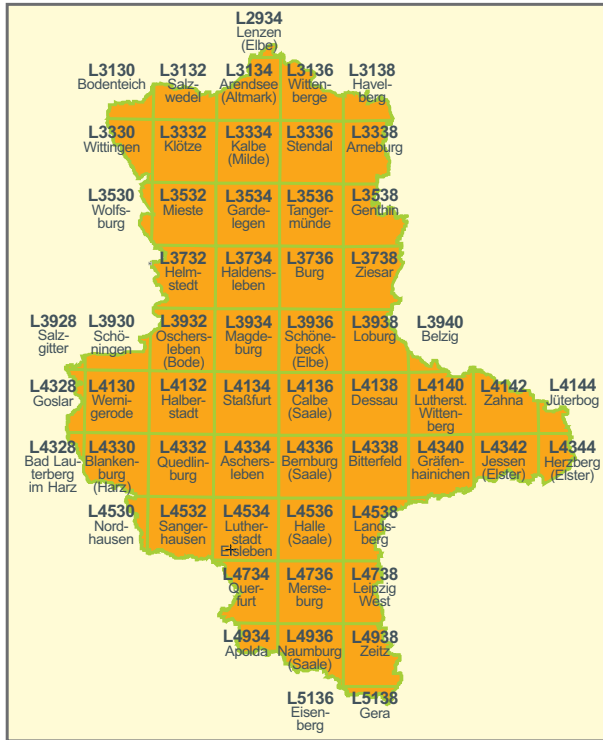 L2934
Lenzen
(Elbe)
L3130
Bodenteich
L3132
Salz-
wedel
L3134
Arendsee
(Altmark)
L3136
Witten-
berge
L3138
Havel-
berg
L3330
Wittingen
L3332
Klötze
L3334
Kalbe
(Milde)
L3336
Stendal
L3338
Arneburg
L3530
Wolfs-
burg
L3532
Mieste
L3534
Garde-
legen
L3536
Tanger-
münde
L3538
Genthin
L3732
Helm-
stedt
L3734
Haldens-
leben
L3736
Burg
L3738
Ziesar
L3928
Salz-
gitter
L3930
Schö-
ningen
L3932
Oschers-
leben
(Bode)
L3934
Magde-
burg
L3936
Schöne-
beck
(Elbe)
L3938
Loburg
L3940
Belzig
L4328
Goslar
L4130
Werni-
gerode
L4132
Halber-
stadt
L4134
Staßfurt
L4136
Calbe
(Saale)
L4138
Dessau
L4140
Lutherst.
Wittten-
berg
L4142
Zahna
L4144
Jüterbog
L4328
Bad Lau-
terberg
im Harz
L4330
Blanken-
burg
(Harz)
L4332
Quedlin-
burg
L4334
Aschers-
leben
L4336
Bernburg
(Saale)
L4338
Bitterfeld
L4340
Gräfen-
hainichen
L4342
Jessen
(Elster)
L4344
Herzberg
(Elster)
L4530
Nord-
hausen
L4532
Sanger-
hausen
L4534
Luther-
stadt
Eisleben
L4536
Halle
(Saale)
L4538
Lands-
berg
L4734
Quer-
furt
L4736
Merse-
burg
L4738
Leipzig
West
L4934
Apolda
L4936
Naumburg
(Saale)
L4938
Zeitz
L5136
Eisen-
berg
L5138
Gera